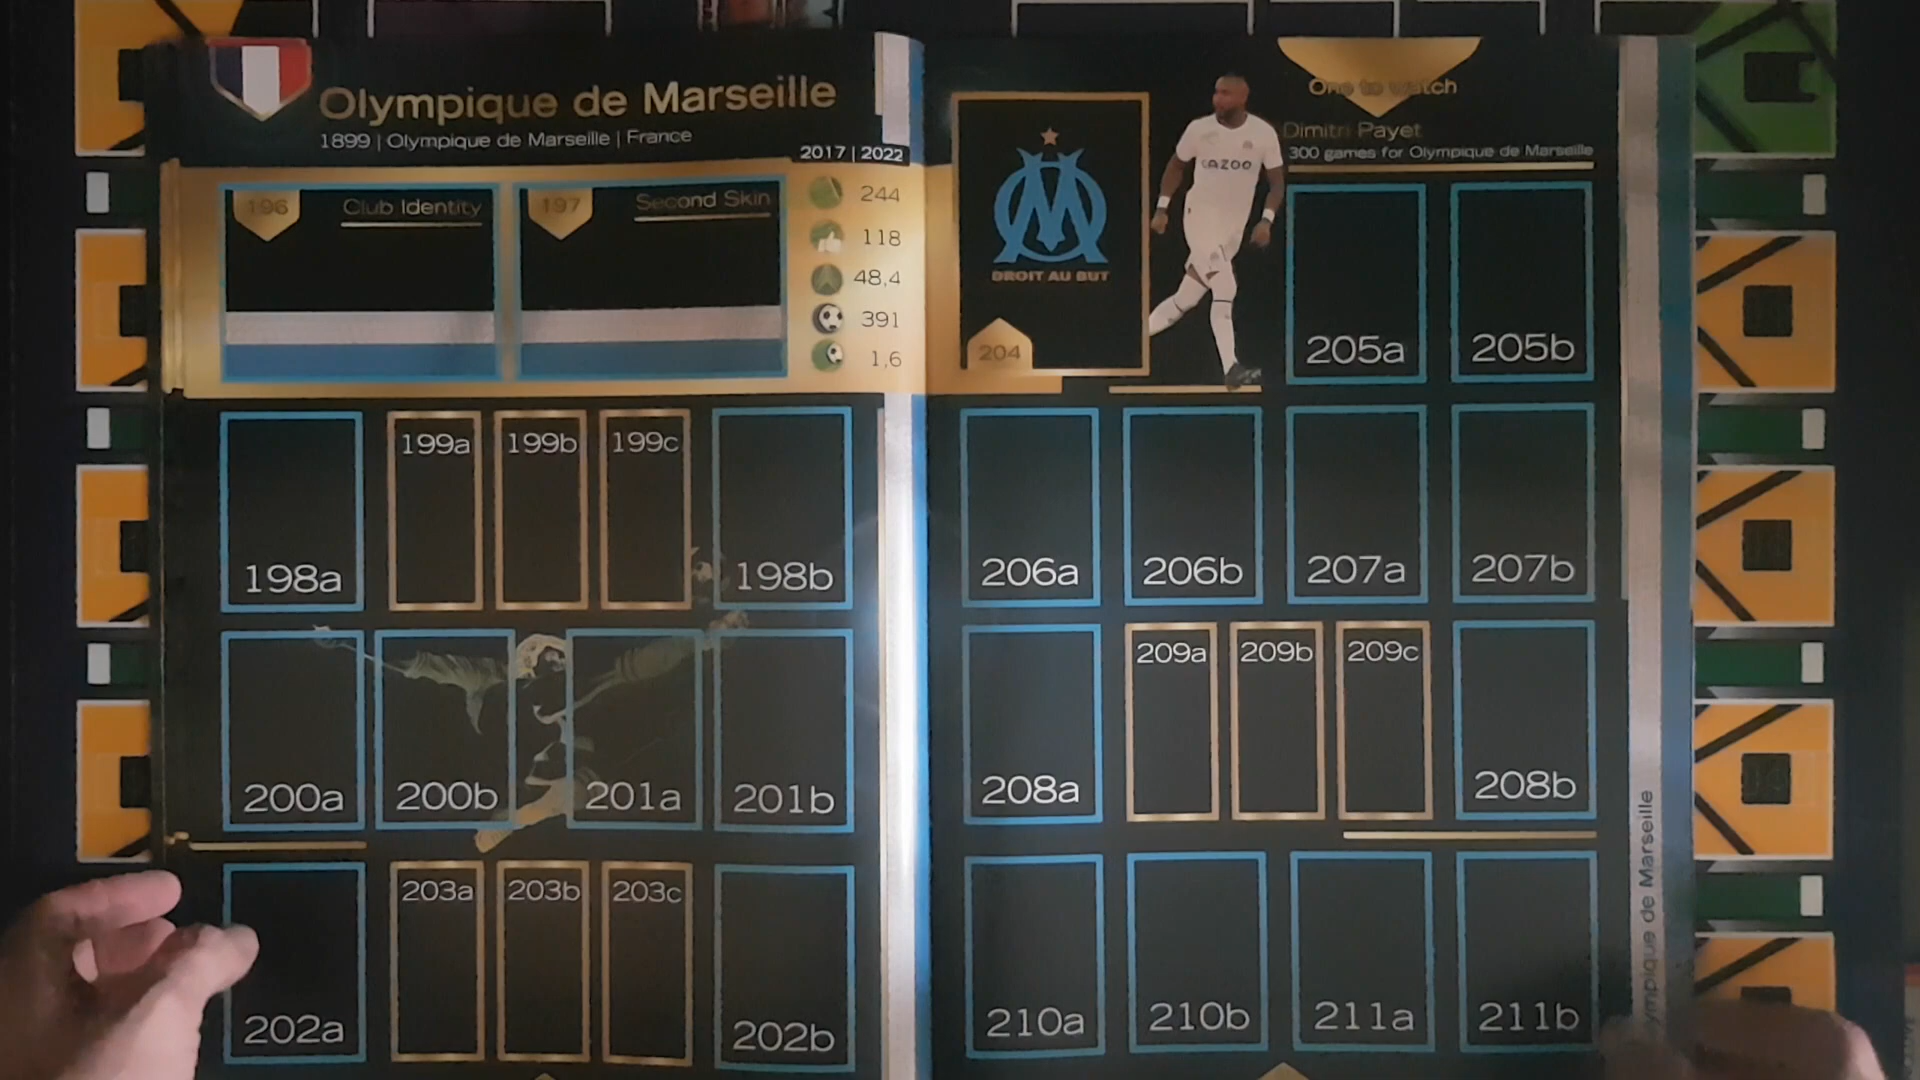 Olympique de Marseille
1899 | Olympique de Marseille | France
2017 | 2022
196
Club Identity
197
Second Skin
244
118
48,4
391
1,6
199a
199b
199c
198a
198b
200a
200b
201a
201b
203a
203b
203c
202a
202b
One to watch
Dimitri Payet
300 games for Olympique de Marseille
CAZOO
DROIT AU BUT
204
205a
205b
206a
206b
207a
207b
209a
209b
209c
208a
208b
210a
210b
211a
211b
Olympique de Marseille